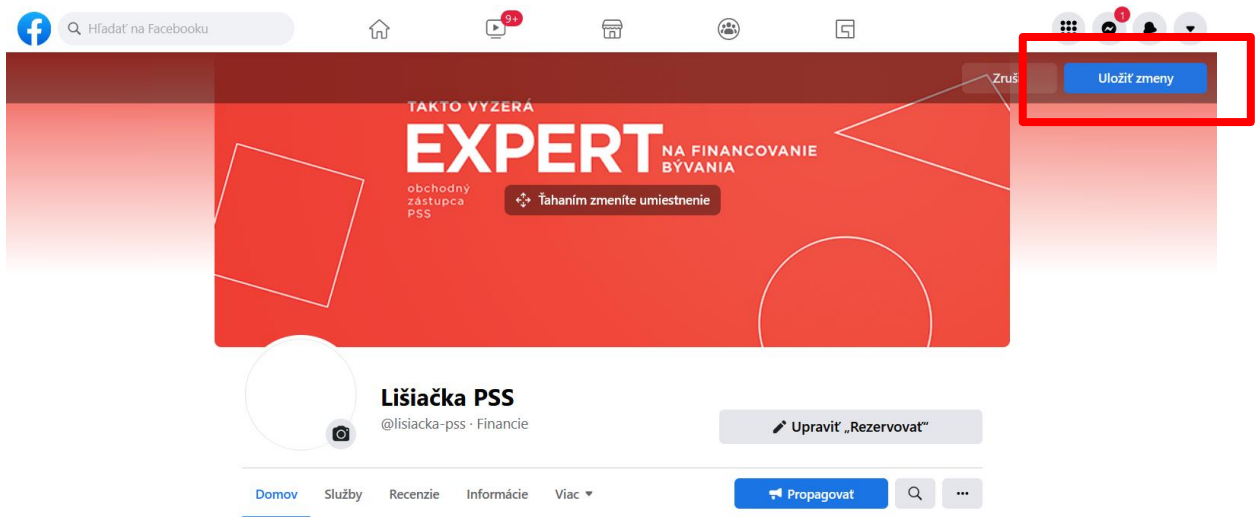 Hľadať na Facebooku
9+
1
Uložiť zmeny
TAKTO VYZERÁ
EXPERT
NA FINANCOVANIE
BÝVANIA
obchodný
zástupca
PSS
Ťahaním zmeníte umiestnenie
Lišiačka PSS
@lisiacka-pss · Financie
Upraviť „Rezervovať“
Domov Služby Recenzie Informácie Viac
Propagovať